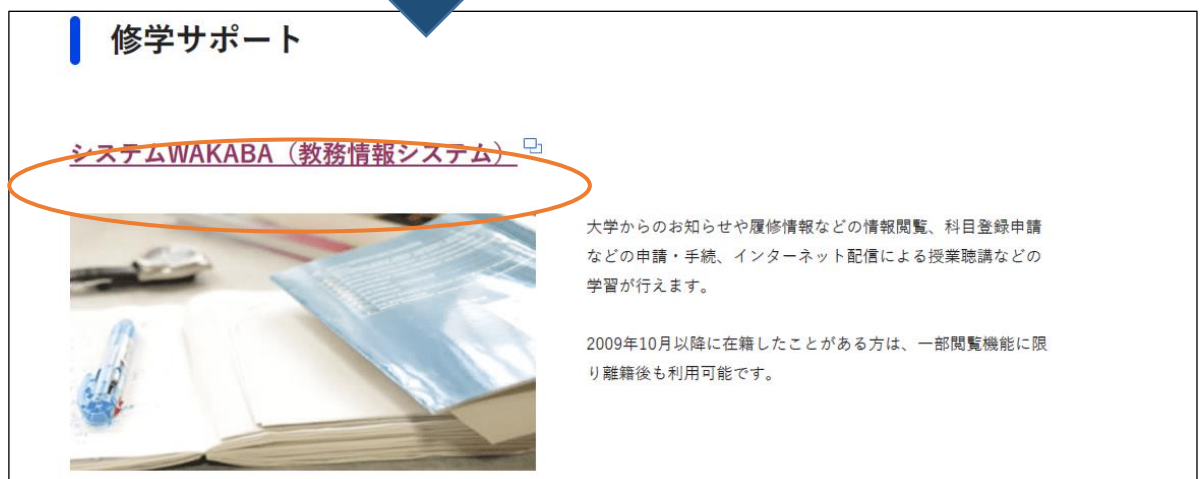 修学サポート
システムWAKABA（教務情報システム）
大学からのお知らせや履修情報などの情報閲覧、科目登録申請
などの申請・手続、インターネット配信による授業聴講などの
学習が行えます。
2009年10月以降に在籍したことがある方は、一部閲覧機能に限
り離籍後も利用可能です。